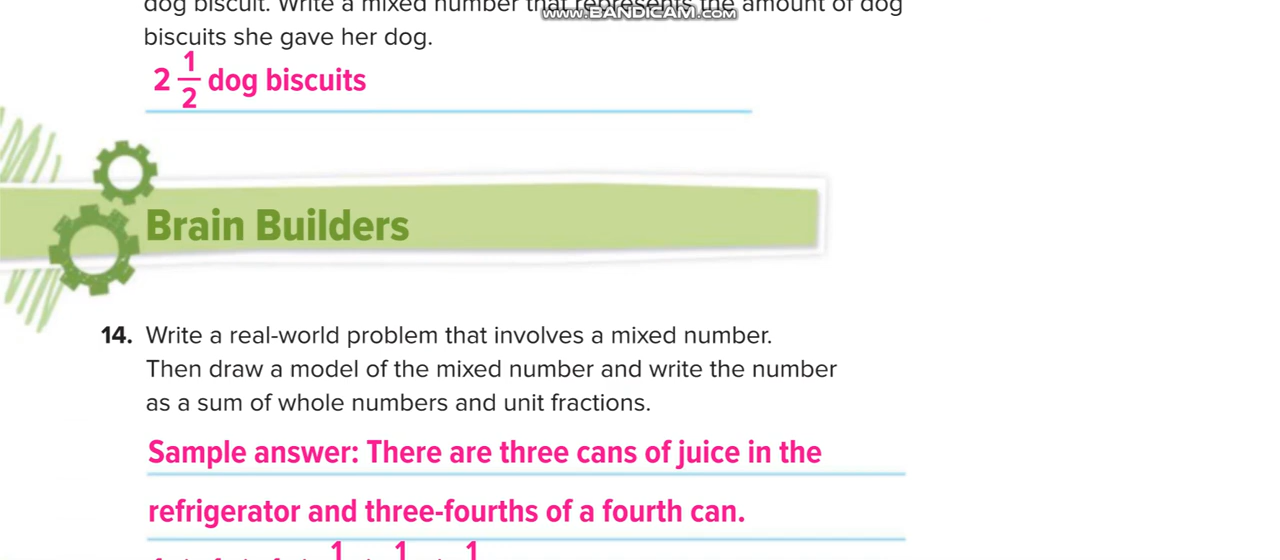 dog biscuit. Write a mixed number that represents the amount of dog
www.BANDICAM.com
biscuits she gave her dog.
2 1/2 dog biscuits
Brain Builders
14. Write a real-world problem that involves a mixed number.
Then draw a model of the mixed number and write the number
as a sum of whole numbers and unit fractions.
Sample answer: There are three cans of juice in the
refrigerator and three-fourths of a fourth can.